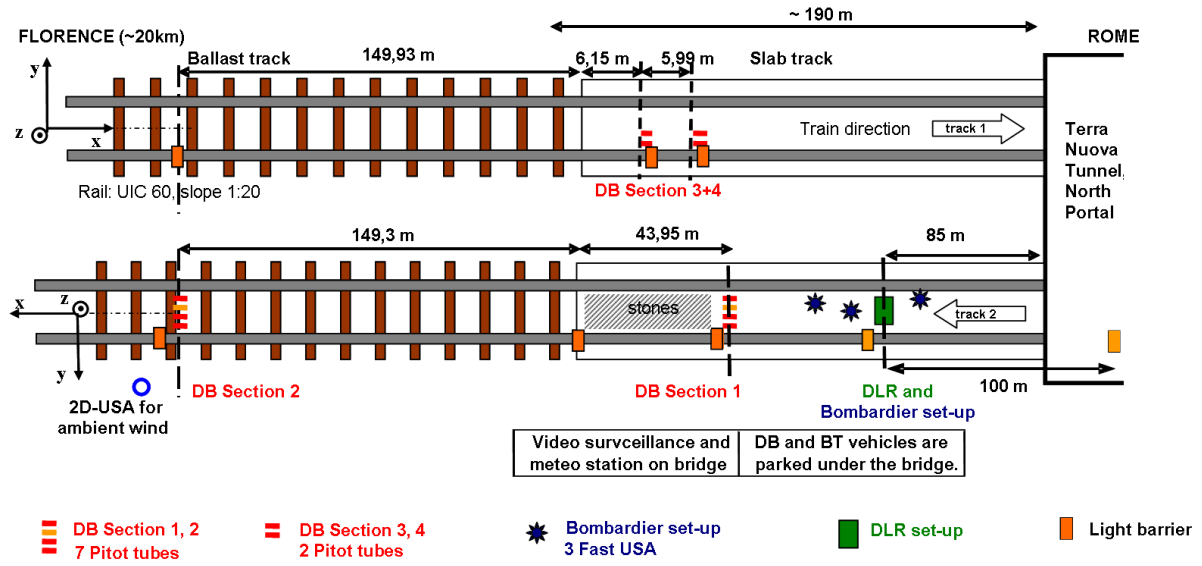 ~ 190 m
FLORENCE (~20km)
ROME
y
Ballast track
149,93 m
6,15 m
5,99 m
Slab track
z
x
Train direction
track 1
Terra
Nuova
Tunnel,
North
Portal
Rail: UIC 60, slope 1:20
DB Section 3+4
149,3 m
43,95 m
85 m
x
z
stones
track 2
y
100 m
DB Section 2
DB Section 1
DLR and
Bombardier set-up
2D-USA for
ambient wind
Video survceillance and
meteo station on bridge
DB and BT vehicles are
parked under the bridge.
DB Section 1, 2
7 Pitot tubes
DB Section 3, 4
2 Pitot tubes
Bombardier set-up
3 Fast USA
DLR set-up
Light barrier